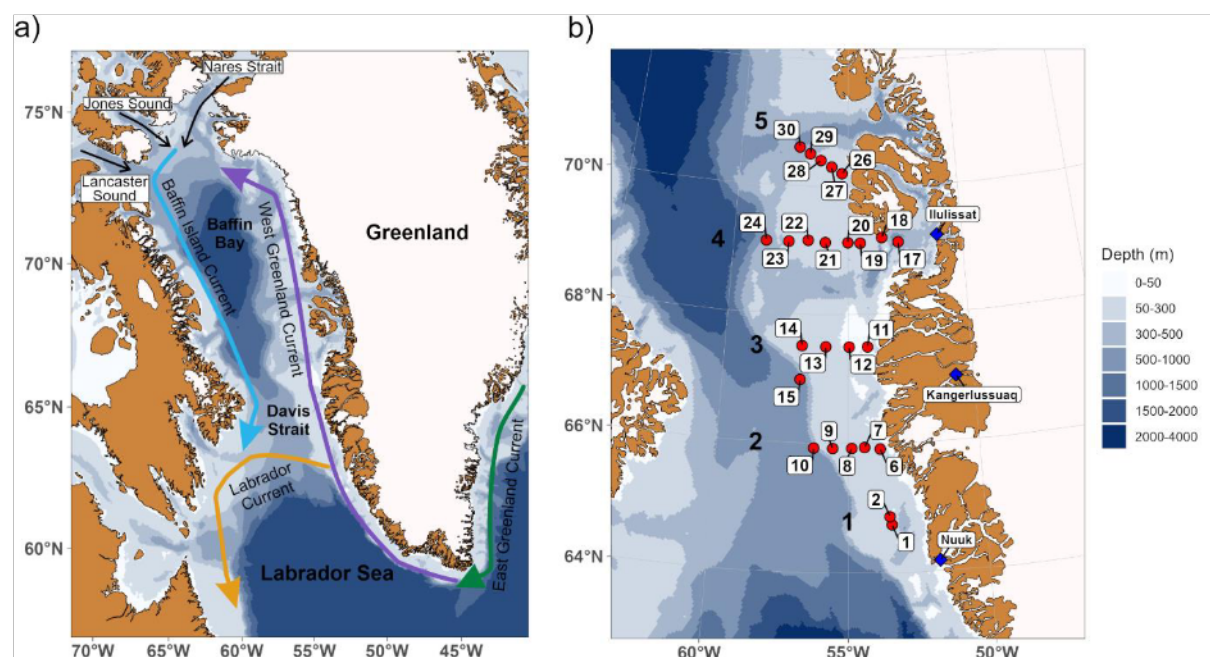 a)
Nares Strait
Jones Sound
Lancaster
Sound
Baffin Island Current
Baffin
Bay
West Greenland Current
Greenland
Davis
Strait
Labrador
Current
Labrador Sea
East Greenland Current
75°N
70°N
65°N
60°N
70°W 65°W 60°W 55°W 50°W 45°W
b)
5
30
29
28
26
27
4
24
22
20
18
23
21
19
17
Ilulissat
3
14
11
13
12
15
Kangerlussuaq
2
9
7
10
8
6
1
2
1
Nuuk
70°N
68°N
66°N
64°N
60°W 55°W 50°W
Depth (m)
0-50
50-300
300-500
500-1000
1000-1500
1500-2000
2000-4000